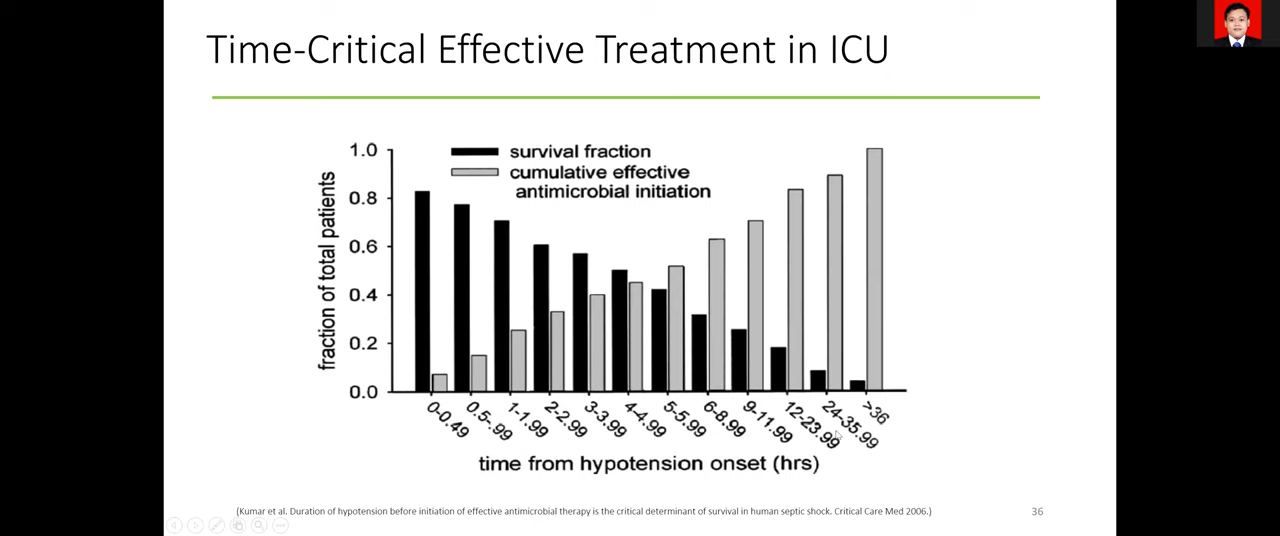 Time-Critical Effective Treatment in ICU
survival fraction
cumulative effective
antimicrobial initiation
fraction of total patients
1.0
0.8
0.6
0.4
0.2
0.0
0-0.49
0.5-.99
1-1.99
2-2.99
3-3.99
4-4.99
5-5.99
6-8.99
9-11.99
12-23.99
24-35.99
>36
time from hypotension onset (hrs)
(Kumar et al. Duration of hypotension before initiation of effective antimicrobial therapy is the critical determinant of survival in human septic shock. Critical Care Med 2006.)
36